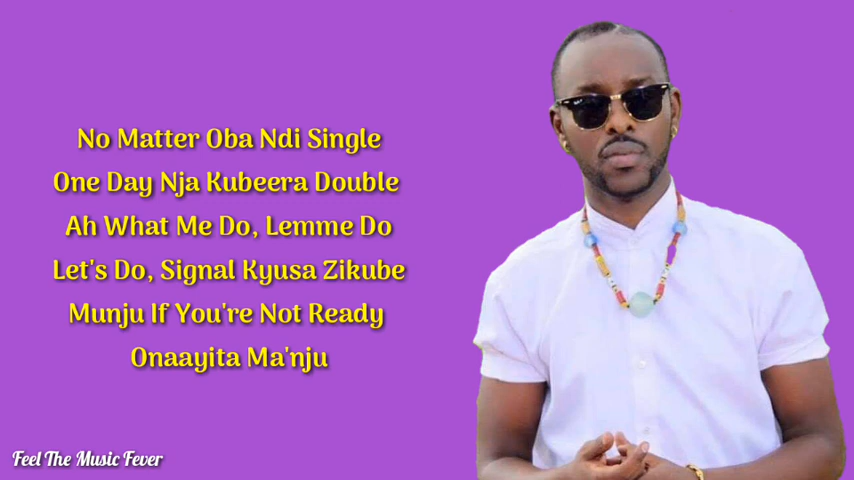 No Matter Oba Ndi Single
One Day Nja Kubeera Double
Ah What Me Do, Lemme Do
Let's Do, Signal Kyusa Zikube
Munju If You're Not Ready
Onaayita Ma'nju
Feel The Music Fever